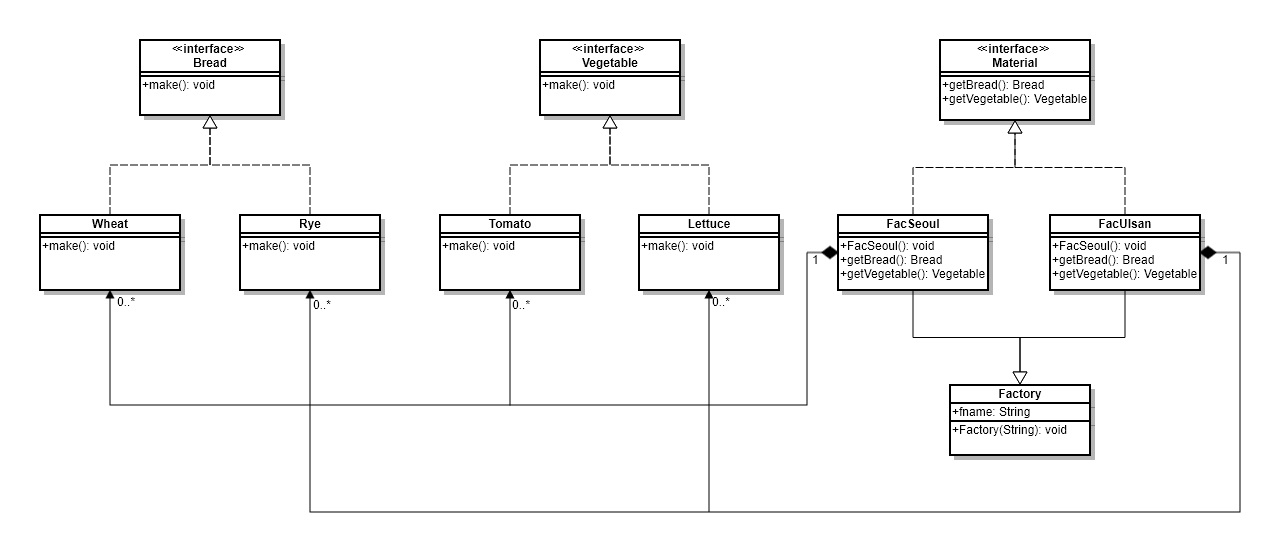 <<interface>>
Bread
+make(): void
<<interface>>
Vegetable
+make(): void
<<interface>>
Material
+getBread(): Bread
+getVegetable(): Vegetable
Wheat
+make(): void
Rye
+make(): void
Tomato
+make(): void
Lettuce
+make(): void
FacSeoul
+FacSeoul(): void
+getBread(): Bread
+getVegetable(): Vegetable
FacUlsan
+FacSeoul(): void
+getBread(): Bread
+getVegetable(): Vegetable
1
1
0..*
0..*
0..*
0..*
Factory
+fname: String
+Factory(String): void